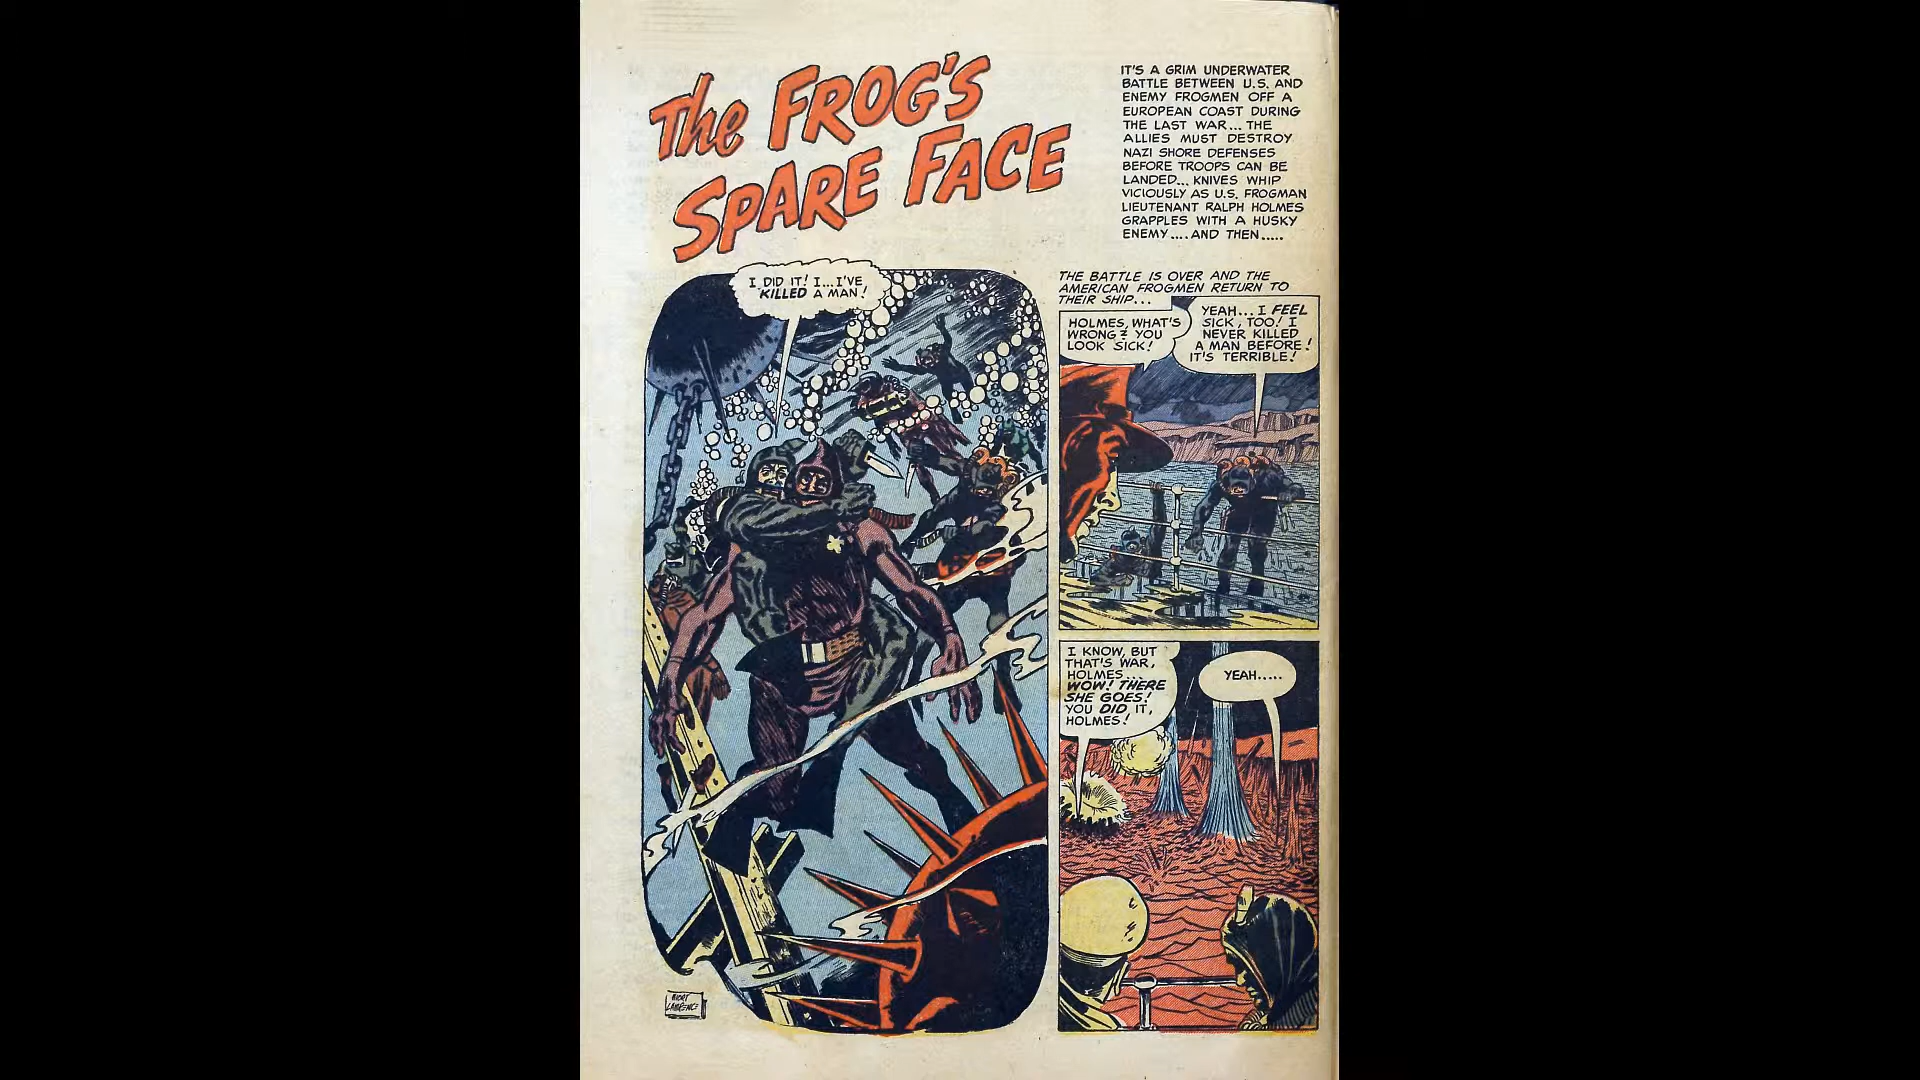 The FROG'S
SPARE FACE
IT'S A GRIM UNDERWATER
BATTLE BETWEEN U.S. AND
ENEMY FROGMEN OFF A
EUROPEAN COAST DURING
THE LAST WAR... THE
ALLIES MUST DESTROY
NAZI SHORE DEFENSES
BEFORE TROOPS CAN BE
LANDED... KNIVES WHIP
VICIOUSLY AS U.S. FROGMAN
LIEUTENANT RALPH HOLMES
GRAPPLES WITH A HUSKY
ENEMY....AND THEN.....
I DID IT! I...I'VE
KILLED A MAN!
THE BATTLE IS OVER AND THE
AMERICAN FROGMEN RETURN TO
THEIR SHIP...
HOLMES, WHAT'S
WRONG? YOU
LOOK SICK!
YEAH... I FEEL
SICK, TOO! I
NEVER KILLED
A MAN BEFORE!
IT'S TERRIBLE!
I KNOW, BUT
THAT'S WAR,
HOLMES...
WOW! THERE
SHE GOES!
YOU DID IT,
HOLMES!
YEAH.....
MORT
LAWRENCE